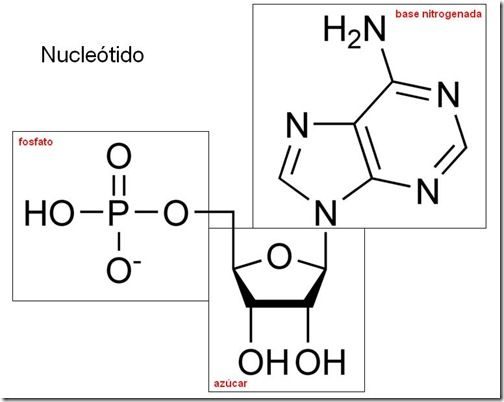 Nucleótido
base nitrogenada
H₂N
N
N
N
N
fosfato
O
HO P O
O⁻
O
OH OH
azúcar